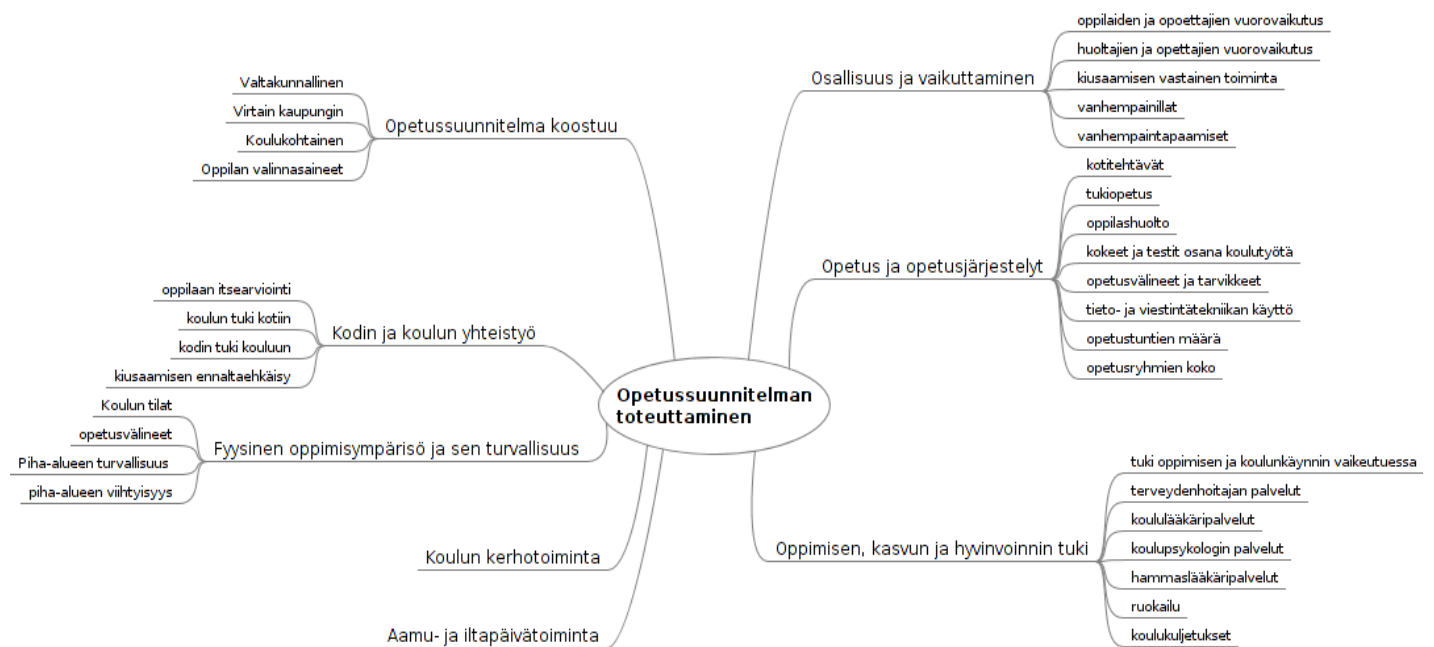 Opetussuunnitelman
toteuttaminen
Opetussuunnitelma koostuu
Valtakunnallinen
Virtain kaupungin
Koulukohtainen
Oppilan valinnasaineet
Kodin ja koulun yhteistyö
oppilaan itsearviointi
koulun tuki kotiin
kodin tuki kouluun
kiusaamisen ennaltaehkäisy
Fyysinen oppimisympärisö ja sen turvallisuus
Koulun tilat
opetusvälineet
Piha-alueen turvallisuus
piha-alueen viihtyisyys
Koulun kerhotoiminta
Aamu- ja iltapäivätoiminta
Osallisuus ja vaikuttaminen
oppilaiden ja opoettajien vuorovaikutus
huoltajien ja opettajien vuorovaikutus
kiusaamisen vastainen toiminta
vanhempainillat
vanhempaintapaamiset
Opetus ja opetusjärjestelyt
kotitehtävät
tukiopetus
oppilashuolto
kokeet ja testit osana koulutyötä
opetusvälineet ja tarvikkeet
tieto- ja viestintätekniikan käyttö
opetustuntien määrä
opetusryhmien koko
Oppimisen, kasvun ja hyvinvoinnin tuki
tuki oppimisen ja koulunkäynnin vaikeutuessa
terveydenhoitajan palvelut
koululääkäripalvelut
koulupsykologin palvelut
hammaslääkäripalvelut
ruokailu
koulukuljetukset